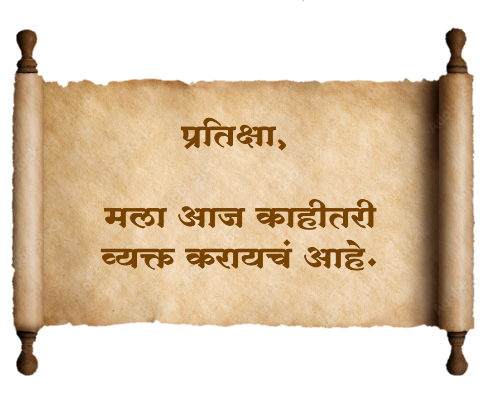 प्रतिक्षा,
मला आज काहीतरी
व्यक्त करायचं आहे.